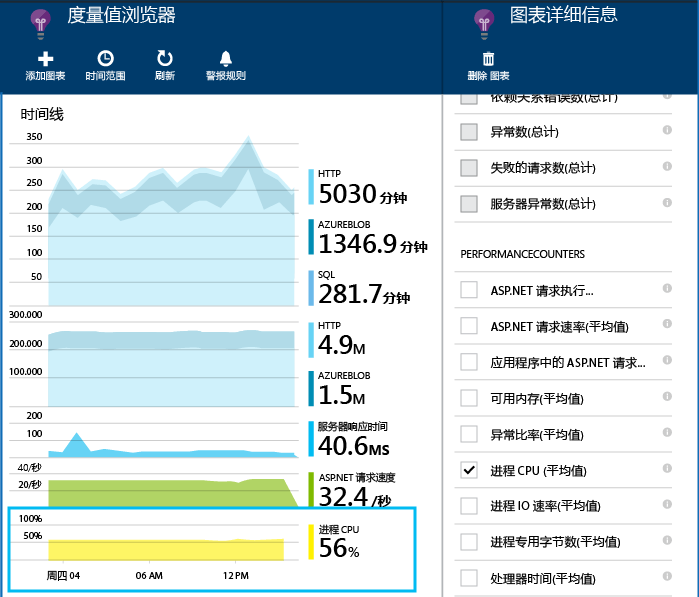 度量值浏览器
添加图表
时间范围
刷新
警报规则
时间线
350
300
250
200
150
100
50
HTTP
5030 分钟
AZUREBLOB
1346.9 分钟
SQL
281.7分钟
300.000
200.000
100.000
HTTP
4.9M
AZUREBLOB
1.5M
200
100
服务器响应时间
40.6MS
40/秒
20/秒
ASP.NET 请求速度
32.4 /秒
100%
50%
进程 CPU
56%
周四 04
06 AM
12 PM
图表详细信息
删除 图表
依赖关系错误数(总计)
异常数(总计)
失败的请求数(总计)
服务器异常数(总计)
PERFORMANCECOUNTERS
ASP.NET 请求执行...
ASP.NET 请求速率(平均值)
应用程序中的 ASP.NET 请求...
可用内存(平均值)
异常比率(平均值)
进程 CPU (平均值)
进程 IO 速率(平均值)
进程专用字节数(平均值)
处理器时间(平均值)